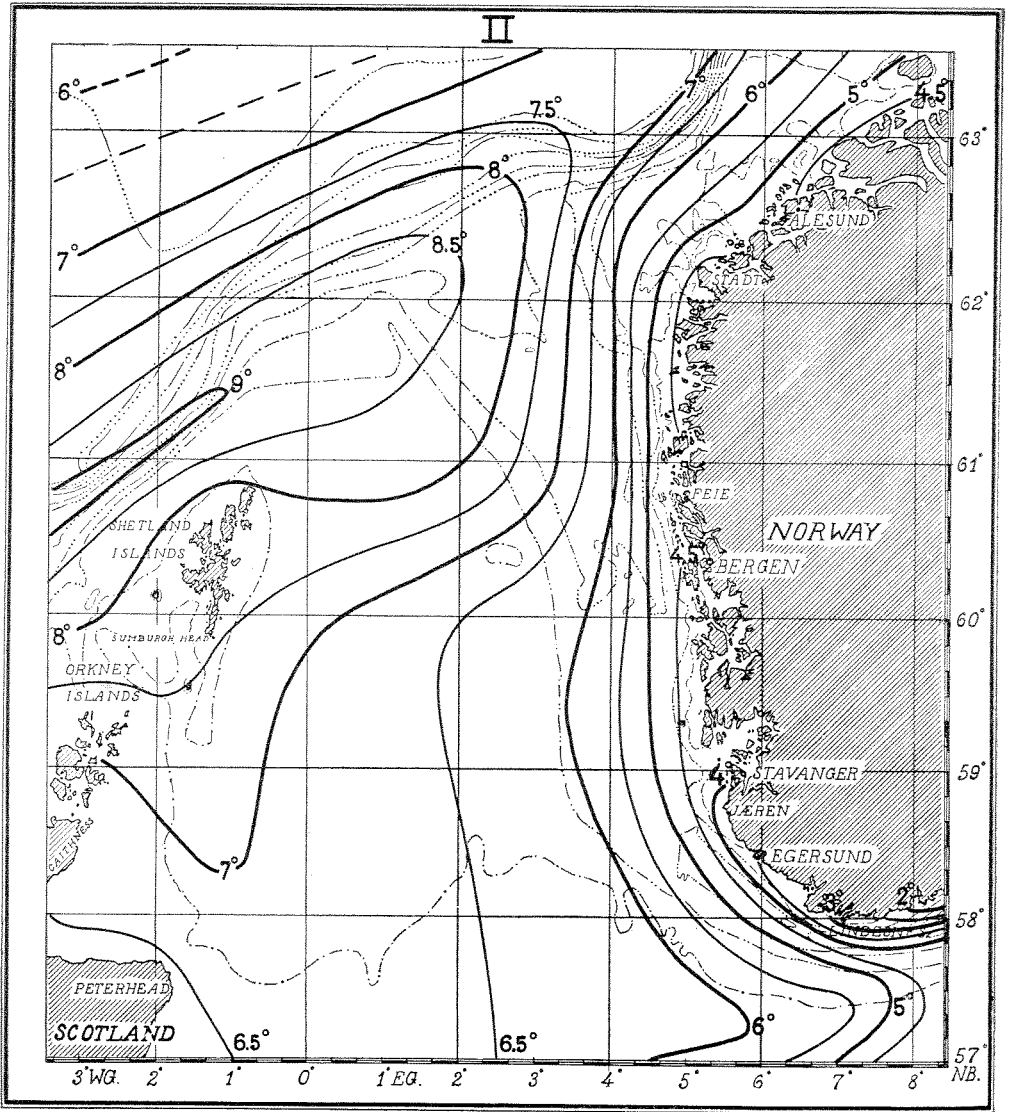 II
6°
7.5°
7°
6°
5°
4.5°
63°
8°
ÅLESUND
7°
8.5°
STADT
62°
8°
9°
61°
FEIE
SHETLAND
ISLANDS
NORWAY
4.5°
BERGEN
60°
8°
SUMBURGH HEAD
ORKNEY
ISLANDS
4°
STAVANGER
59°
JÆREN
CAITHNESS
7°
EGERSUND
3°
2°
58°
LINDESNES
PETERHEAD
5°
SCOTLAND
6.5°
6.5°
6°
57°
3° WG. 2° 1° 0° 1° EG. 2° 3° 4° 5° 6° 7° 8° NB.